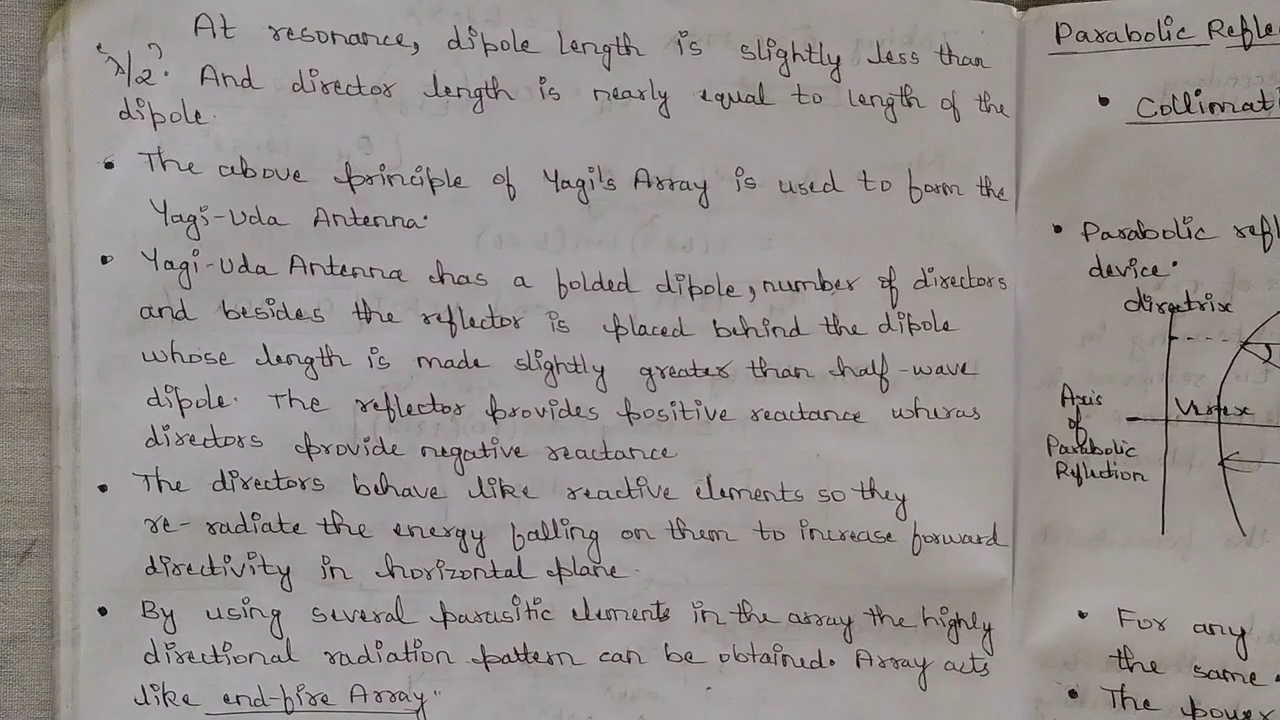 At resonance, dipole length is slightly less than
'λ/2'. And director length is nearly equal to length of the
dipole.
• The above principle of Yagi's Array is used to form the
Yagi-Uda Antenna.
• Yagi-Uda Antenna has a folded dipole, number of directors
and besides the reflector is placed behind the dipole
whose length is made slightly greater than half-wave
dipole. The reflector provides positive reactance wheras
directors provide negative reactance
• The directors behave like reactive elements so they
re-radiate the energy falling on them to increase forward
directivity in horizontal plane.
• By using several parasitic elements in the array the highly
directional radiation pattern can be obtained. Array acts
like end-fire Array"
Parabolic Refle
• Collimati
• Parabolic refl
device.
directrix
Axis
of
Parabolic
Reflection
Vertex
• For any
the same
• The power